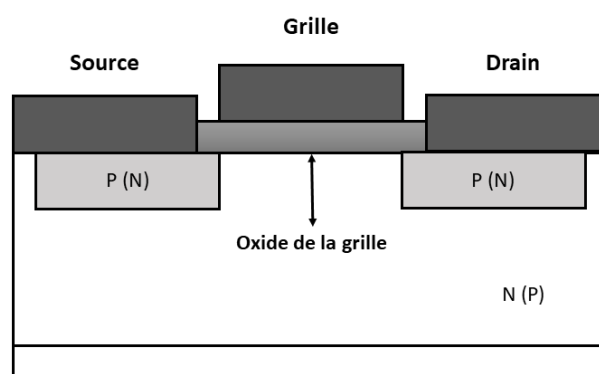 Grille
Source
Drain
P (N)
P (N)
Oxide de la grille
N (P)